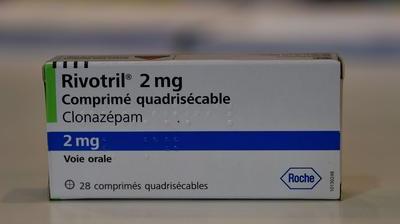 Rivotril® 2 mg
Comprimé quadrisécable
Clonazépam
2 mg
Voie orale
28 comprimés quadrisécables
Roche